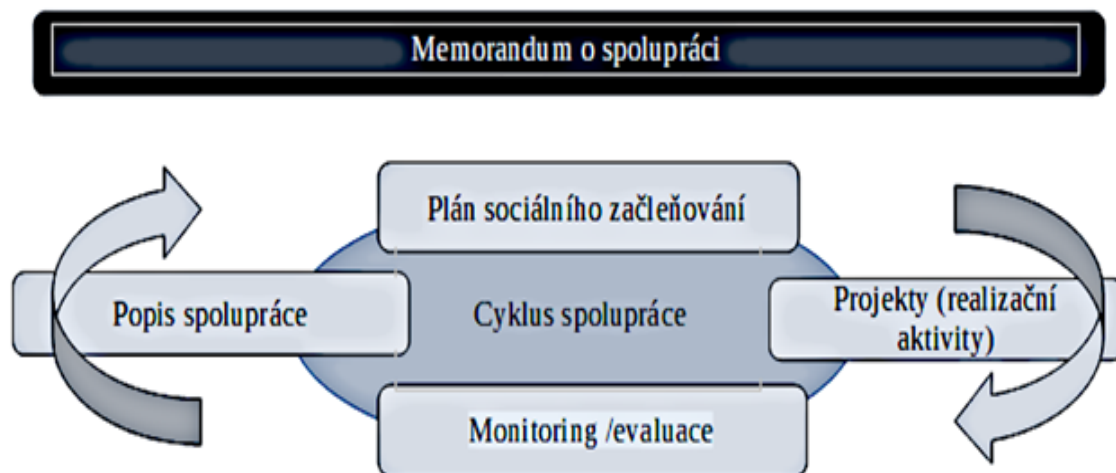 Memorandum o spolupráci
Plán sociálního začleňování
Popis spolupráce
Cyklus spolupráce
Projekty (realizační
aktivity)
Monitoring /evaluace